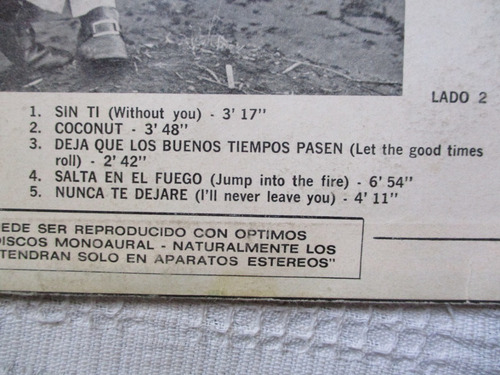 LADO 2
1. SIN TI (Without you) - 3' 17"
2. COCONUT - 3' 48"
3. DEJA QUE LOS BUENOS TIEMPOS PASEN (Let the good times
roll) - 2' 42"
4. SALTA EN EL FUEGO (Jump into the fire) - 6' 54"
5. NUNCA TE DEJARE (I'll never leave you) - 4' 11"
EDE SER REPRODUCIDO CON OPTIMOS
ISCOS MONOAURAL - NATURALMENTE LOS
TENDRAN SOLO EN APARATOS ESTEREOS"